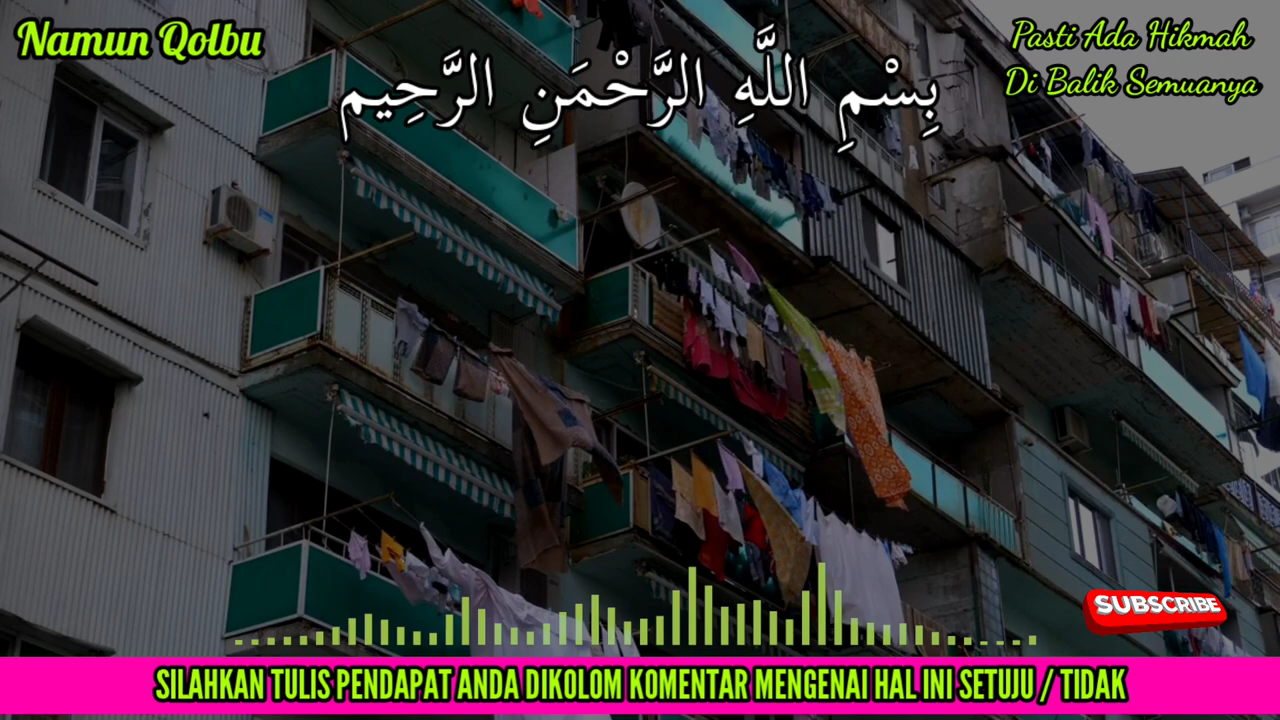 Namun Qolbu
Pasti Ada Hikmah
Di Balik Semuanya
بِسْمِ اللَّهِ الرَّحْمَنِ الرَّحِيم
SUBSCRIBE
SILAHKAN TULIS PENDAPAT ANDA DIKOLOM KOMENTAR MENGENAI HAL INI SETUJU / TIDAK